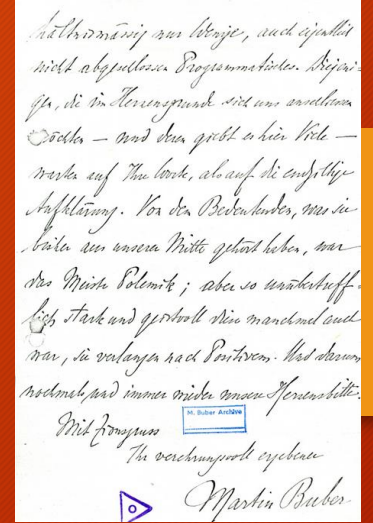 hältnismässig nur Wenige, auch eigentlich
nicht abgeschlossen Programmatisches. Diejeni-
gen, die im Herzensgrunde sich uns anschliessen
möchten — und deren giebt es hier Viele —
warten auf Ihr Wort, als auf die endgiltige
Aufklärung. Von dem Bedeutenden, was sie
bisher aus unserer Mitte gehört haben, war
das Meiste Polemik; aber so unübertreff-
lich stark und geistvoll diese manchmal auch
war, sie verlangen nach Positivem. Und darum
nochmals, und immer wieder unsere Herzensbitte.
Mit Zionsgruss
Ihr verehrungsvoll ergebener
Martin Buber
M. Buber Archive